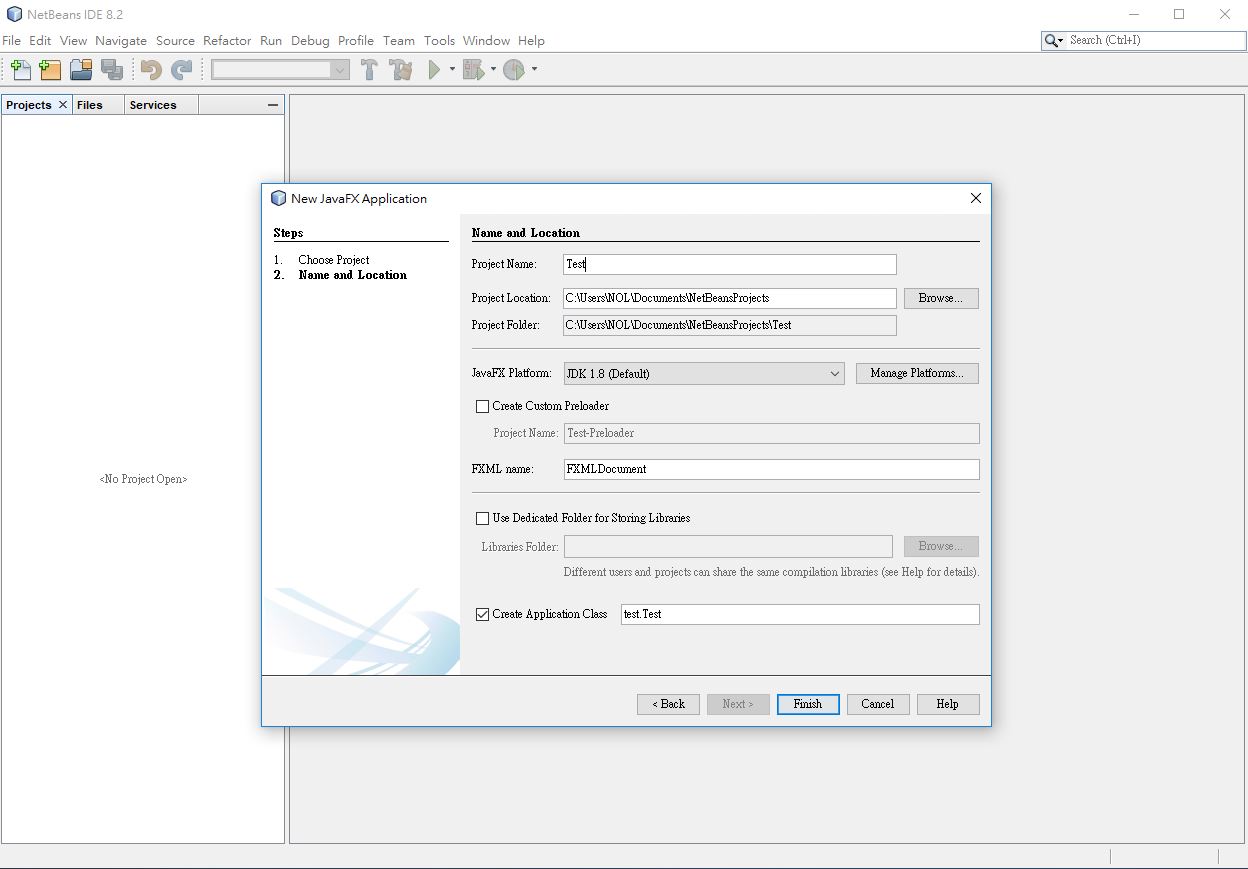 NetBeans IDE 8.2
File Edit View Navigate Source Refactor Run Debug Profile Team Tools Window Help
Search (Ctrl+I)
Projects Files Services
<No Project Open>
New JavaFX Application
Steps
1. Choose Project
2. Name and Location
Name and Location
Project Name: Test
Project Location: C:\Users\NOL\Documents\NetBeansProjects Browse...
Project Folder: C:\Users\NOL\Documents\NetBeansProjects\Test
JavaFX Platform: JDK 1.8 (Default) Manage Platforms...
Create Custom Preloader
Project Name: Test-Preloader
FXML name: FXMLDocument
Use Dedicated Folder for Storing Libraries
Libraries Folder: Browse...
Different users and projects can share the same compilation libraries (see Help for details).
Create Application Class test.Test
< Back Next > Finish Cancel Help